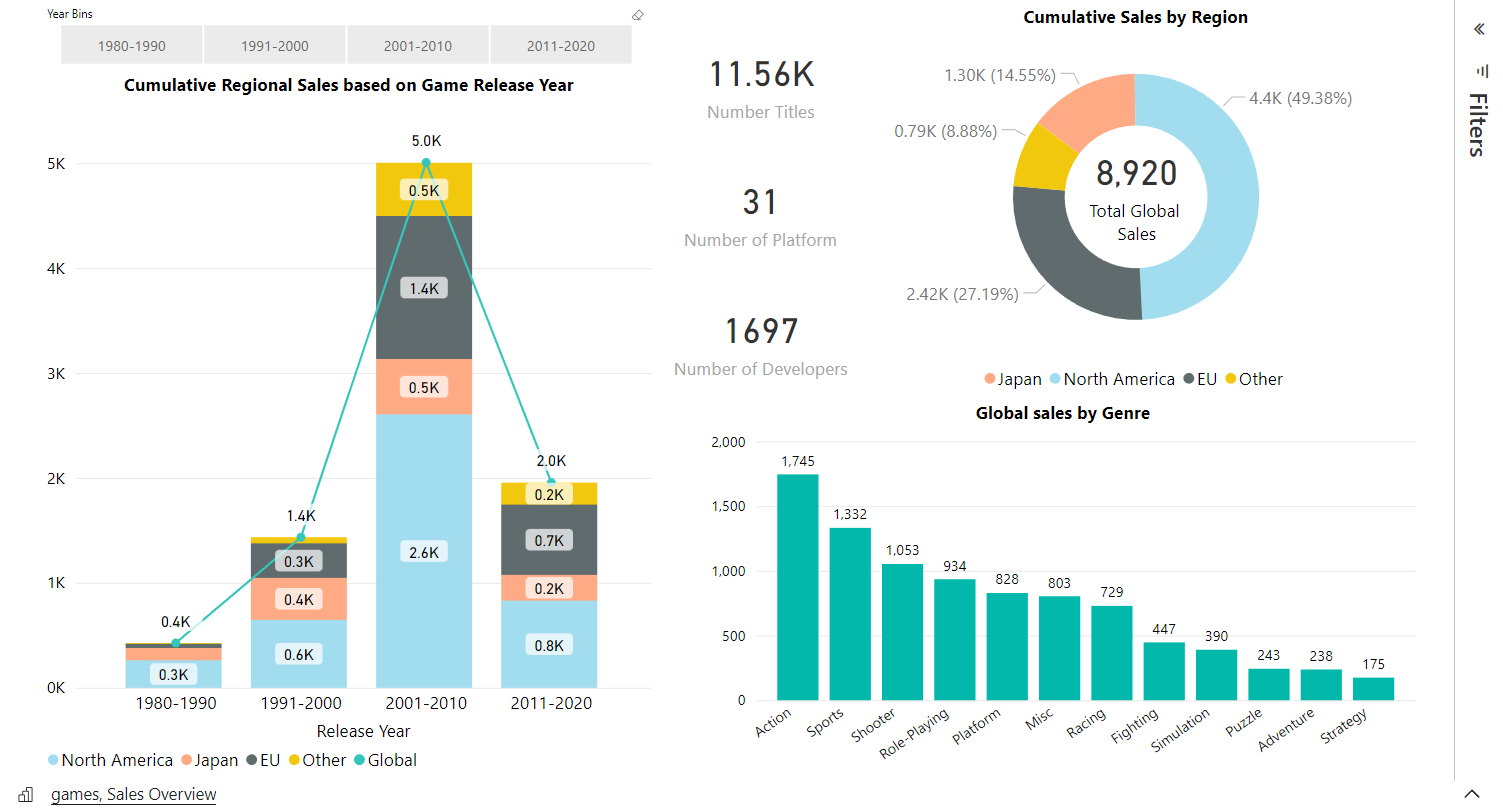 Year Bins
1980-1990 1991-2000 2001-2010 2011-2020
Cumulative Regional Sales based on Game Release Year
5K
4K
3K
2K
1K
0K
0.4K
0.3K
1.4K
0.3K
0.4K
0.6K
5.0K
0.5K
1.4K
0.5K
2.6K
2.0K
0.2K
0.7K
0.2K
0.8K
1980-1990 1991-2000 2001-2010 2011-2020
Release Year
North America Japan EU Other Global
11.56K
Number Titles
31
Number of Platform
1697
Number of Developers
Cumulative Sales by Region
1.30K (14.55%)
4.4K (49.38%)
0.79K (8.88%)
2.42K (27.19%)
8,920
Total Global
Sales
Japan North America EU Other
Global sales by Genre
2,000
1,500
1,000
500
0
1,745 1,332 1,053 934 828 803 729 447 390 243 238 175
Action Sports Shooter Role-Playing Platform Misc Racing Fighting Simulation Puzzle Adventure Strategy
Filters
games, Sales Overview